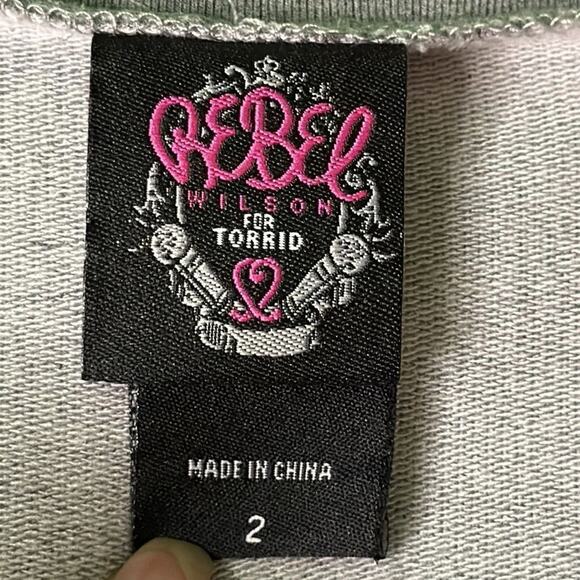 REBEL
WILSON
FOR
TORRID
MADE IN CHINA
2